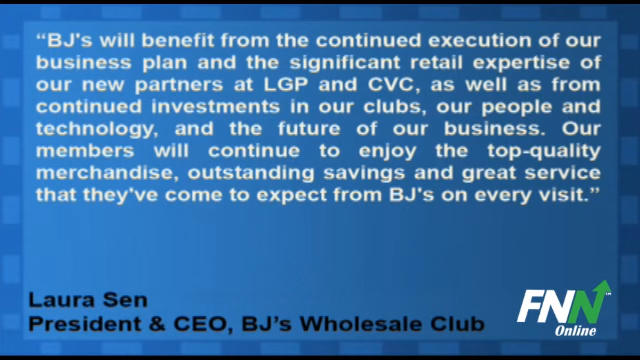 “BJ's will benefit from the continued execution of our
business plan and the significant retail expertise of
our new partners at LGP and CVC, as well as from
continued investments in our clubs, our people and
technology, and the future of our business. Our
members will continue to enjoy the top-quality
merchandise, outstanding savings and great service
that they've come to expect from BJ's on every visit.”
Laura Sen
President & CEO, BJ’s Wholesale Club
FNN
Online